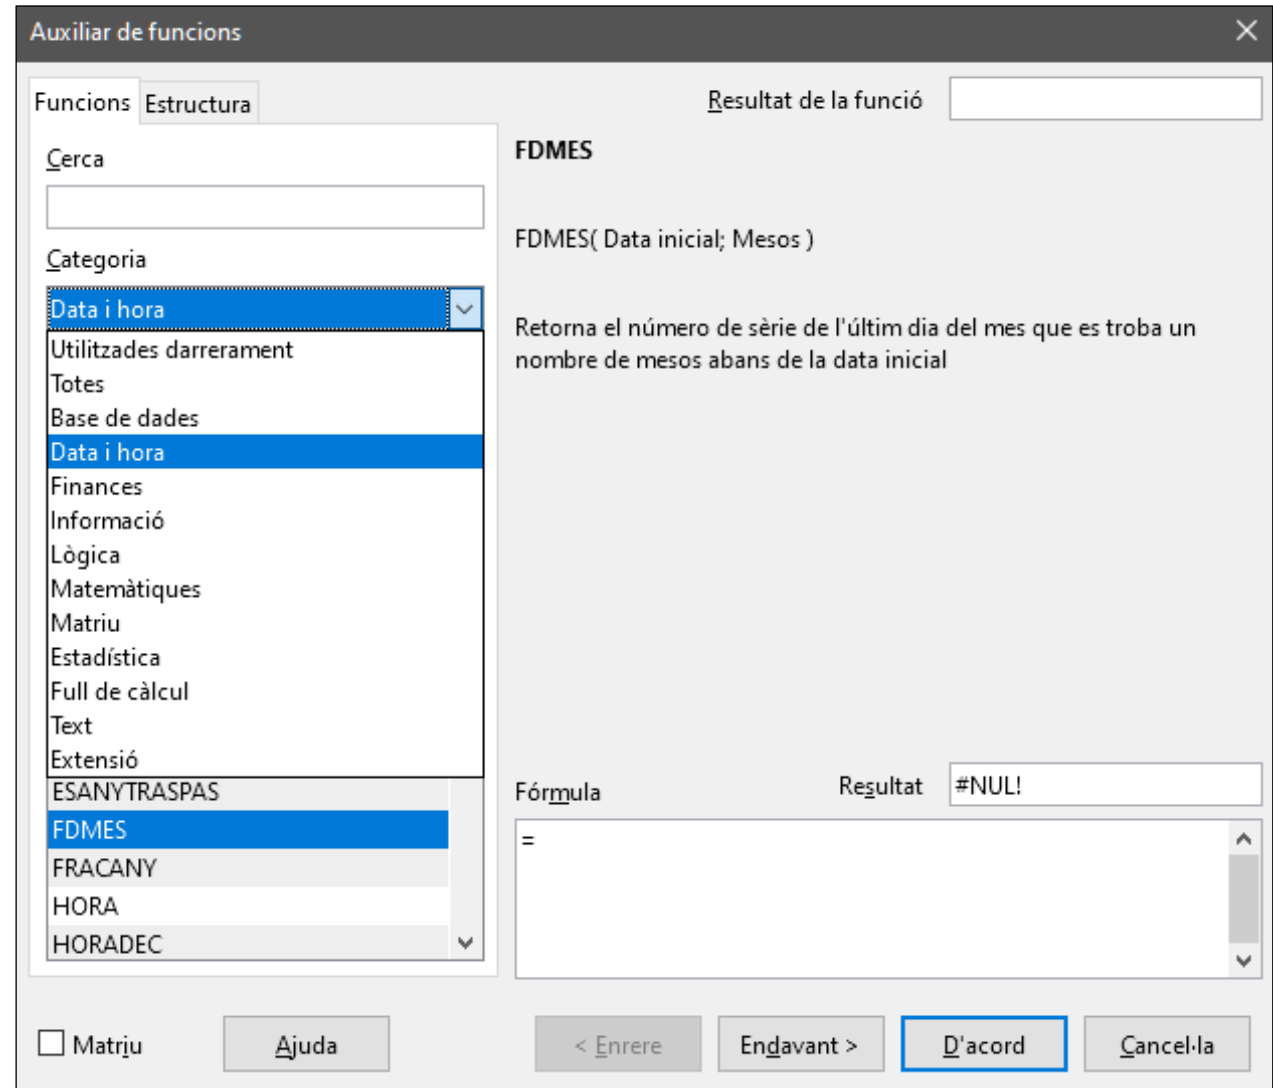 Auxiliar de funcions
Funcions
Estructura
Resultat de la funció
Cerca
Categoria
Data i hora
Utilitzades darrerament
Totes
Base de dades
Data i hora
Finances
Informació
Lògica
Matemàtiques
Matriu
Estadística
Full de càlcul
Text
Extensió
ESANYTRASPAS
FDMES
FRACANY
HORA
HORADEC
FDMES
FDMES( Data inicial; Mesos )
Retorna el número de sèrie de l'últim dia del mes que es troba un
nombre de mesos abans de la data inicial
Fórmula
Resultat
#NUL!
=
Matriu
Ajuda
< Enrere
Endavant >
D'acord
Cancel·la